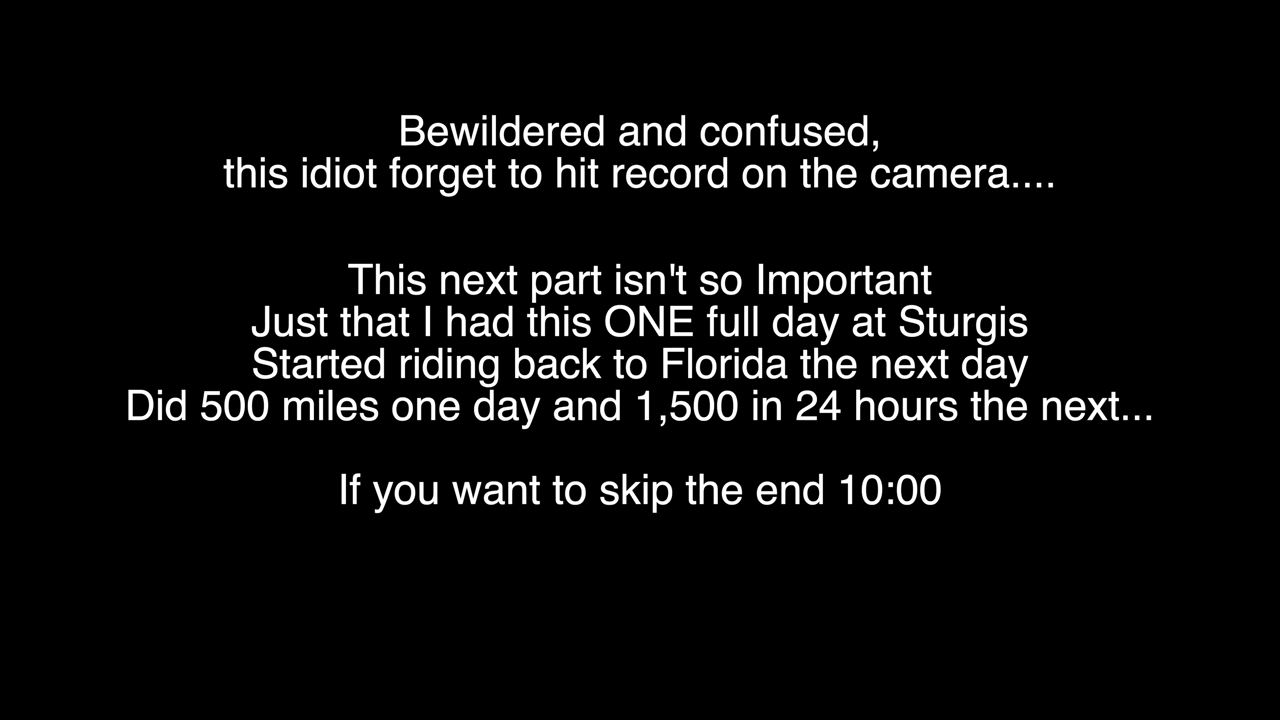 Bewildered and confused,
this idiot forget to hit record on the camera....
This next part isn't so Important
Just that I had this ONE full day at Sturgis
Started riding back to Florida the next day
Did 500 miles one day and 1,500 in 24 hours the next...
If you want to skip the end 10:00